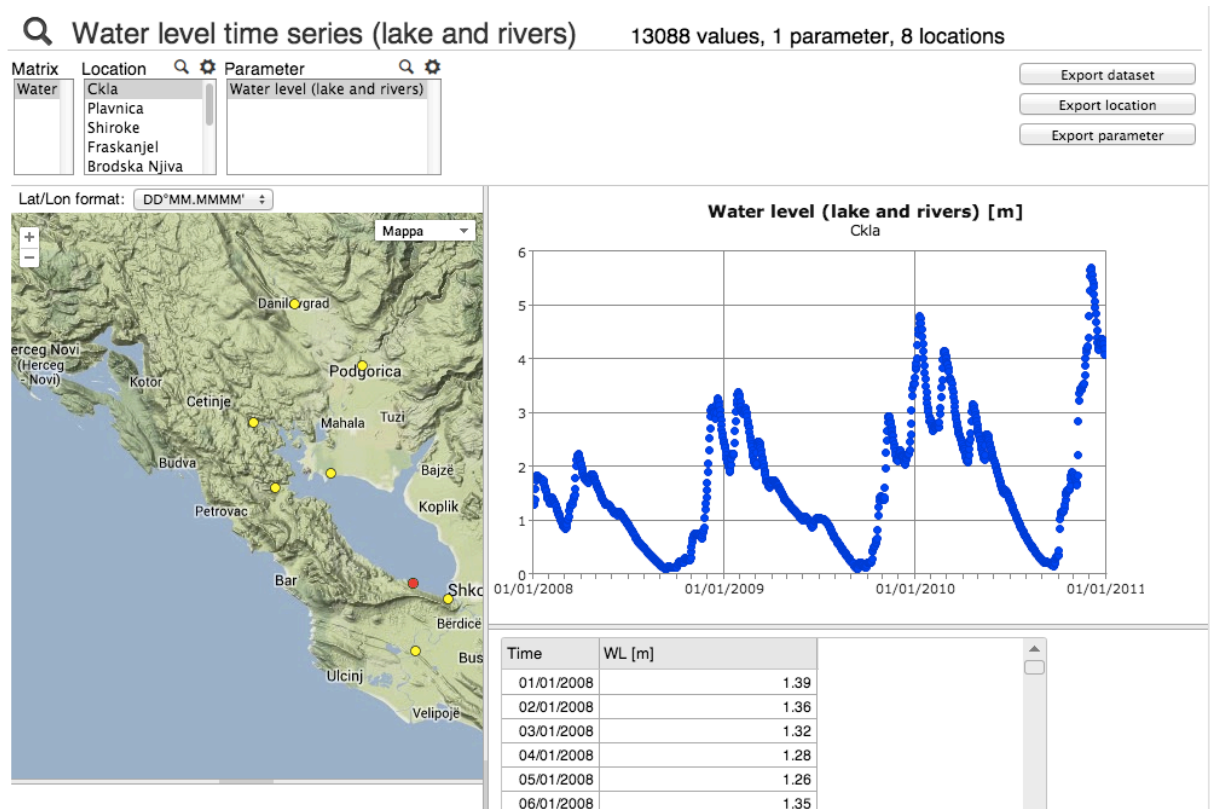 Water level time series (lake and rivers) 13088 values, 1 parameter, 8 locations
Matrix Location Parameter
Water
Ckla
Plavnica
Shiroke
Fraskanjel
Brodska Njiva
Water level (lake and rivers)
Export dataset
Export location
Export parameter
Lat/Lon format: DD°MM.MMMM'
+
−
Mappa
Danilovgrad
erceg Novi
(Herceg
- Novi)
Kotor
Podgorica
Cetinje
Mahala
Tuzi
Budva
Bajzë
Petrovac
Koplik
Bar
Shko
Bërdicë
Bus
Ulcinj
Velipojë
Water level (lake and rivers) [m]
Ckla
6
5
4
3
2
1
0
01/01/2008 01/01/2009 01/01/2010 01/01/2011
Time WL [m]
01/01/2008 1.39
02/01/2008 1.36
03/01/2008 1.32
04/01/2008 1.28
05/01/2008 1.26
06/01/2008 1.35